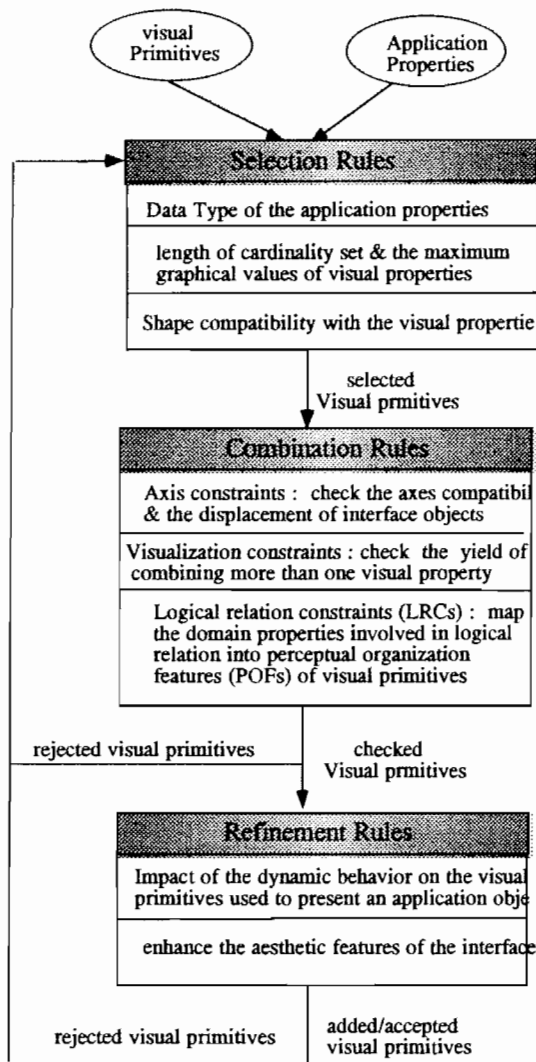 visual
Primitives
Application
Properties
Selection Rules
Data Type of the application properties
length of cardinality set & the maximum
graphical values of visual properties
Shape compatibility with the visual propertie
selected
Visual prmitives
Combination Rules
Axis constraints : check the axes compatibil
& the displacement of interface objects
Visualization constraints : check the yield of
combining more than one visual property
Logical relation constraints (LRCs) : map
the domain properties involved in logical
relation into perceptual organization
features (POFs) of visual primitives
rejected visual primitives
checked
Visual prmitives
Refinement Rules
Impact of the dynamic behavior on the visual
primitives used to present an application obje
enhance the aesthetic features of the interface
rejected visual primitives
added/accepted
visual primitives